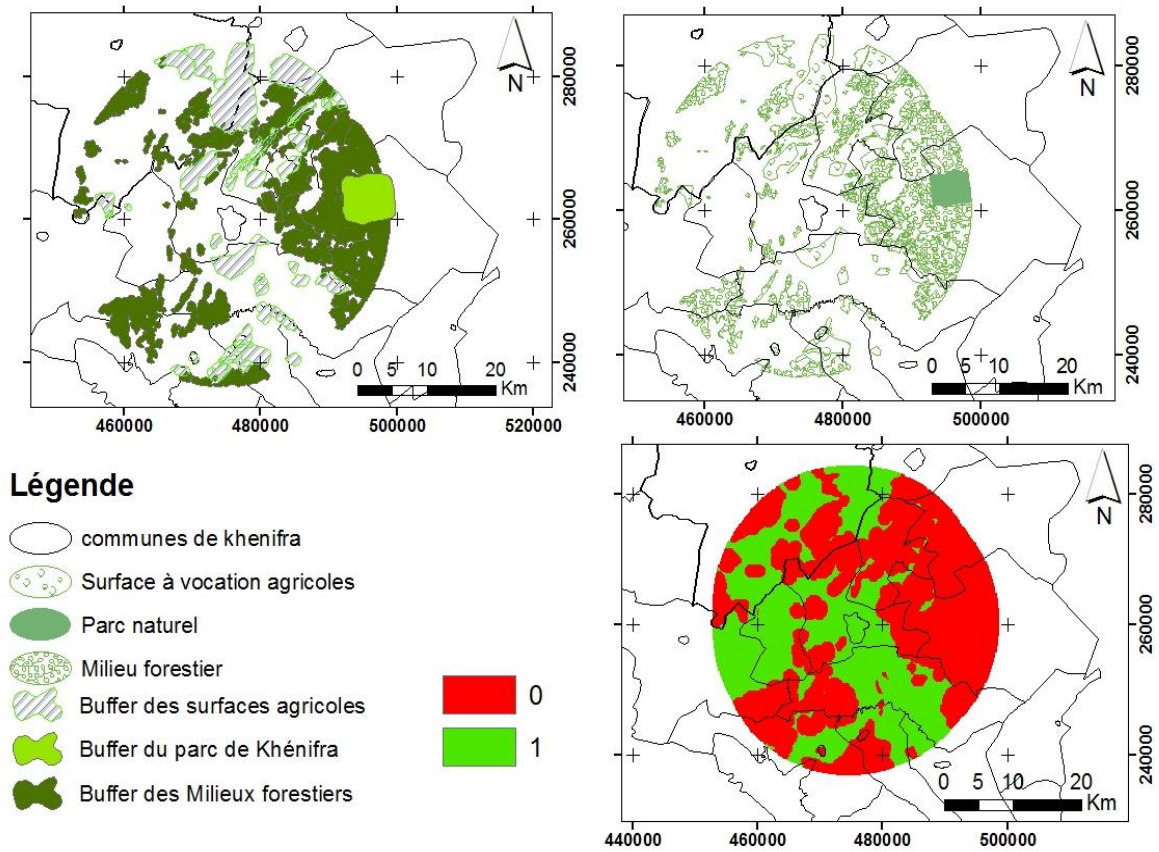 N
280000
260000
240000
0 5 10 20
Km
460000 480000 500000 520000
N
280000
260000
240000
0 5 10 20
Km
460000 480000 500000
Légende
communes de khenifra
Surface à vocation agricoles
Parc naturel
Milieu forestier
Buffer des surfaces agricoles
Buffer du parc de Khénifra
Buffer des Milieux forestiers
0
1
N
280000
260000
240000
0 5 10 20
Km
440000 460000 480000 500000